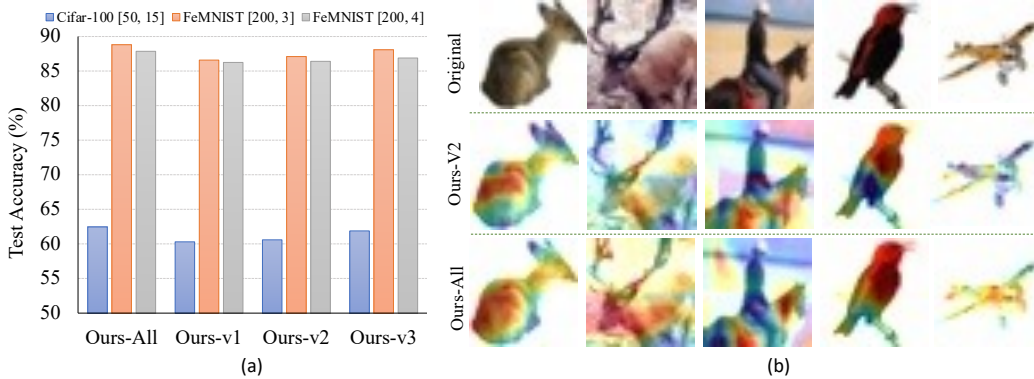 Cifar-100 [50, 15] FeMNIST [200, 3] FeMNIST [200, 4]
Test Accuracy (%)
90
85
80
75
70
65
60
55
50
Ours-All Ours-v1 Ours-v2 Ours-v3
(a)
Original
Ours-V2
Ours-All
(b)